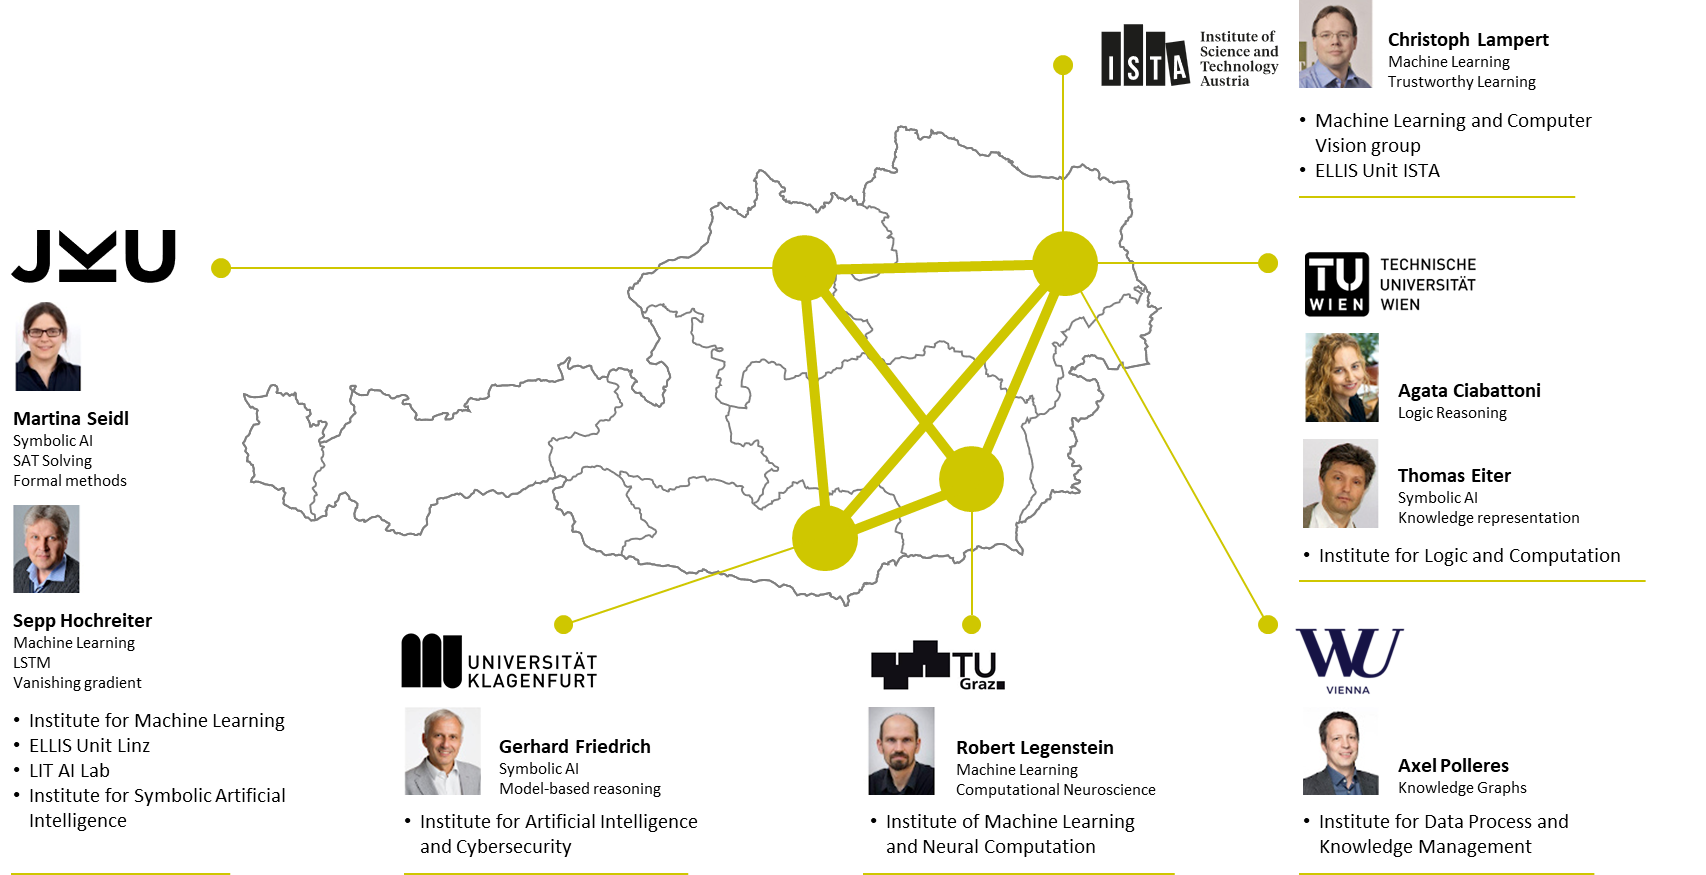 ISTA
Institute of
Science and
Technology
Austria
Christoph Lampert
Machine Learning
Trustworthy Learning
• Machine Learning and Computer
Vision group
• ELLIS Unit ISTA
JKU
Martina Seidl
Symbolic AI
SAT Solving
Formal methods
Sepp Hochreiter
Machine Learning
LSTM
Vanishing gradient
• Institute for Machine Learning
• ELLIS Unit Linz
• LIT AI Lab
• Institute for Symbolic Artificial
Intelligence
UNIVERSITÄT
KLAGENFURT
Gerhard Friedrich
Symbolic AI
Model-based reasoning
• Institute for Artificial Intelligence
and Cybersecurity
TU
Graz
Robert Legenstein
Machine Learning
Computational Neuroscience
• Institute of Machine Learning
and Neural Computation
TU
WIEN
TECHNISCHE
UNIVERSITÄT
WIEN
Agata Ciabattoni
Logic Reasoning
Thomas Eiter
Symbolic AI
Knowledge representation
• Institute for Logic and Computation
WU
VIENNA
Axel Polleres
Knowledge Graphs
• Institute for Data Process and
Knowledge Management